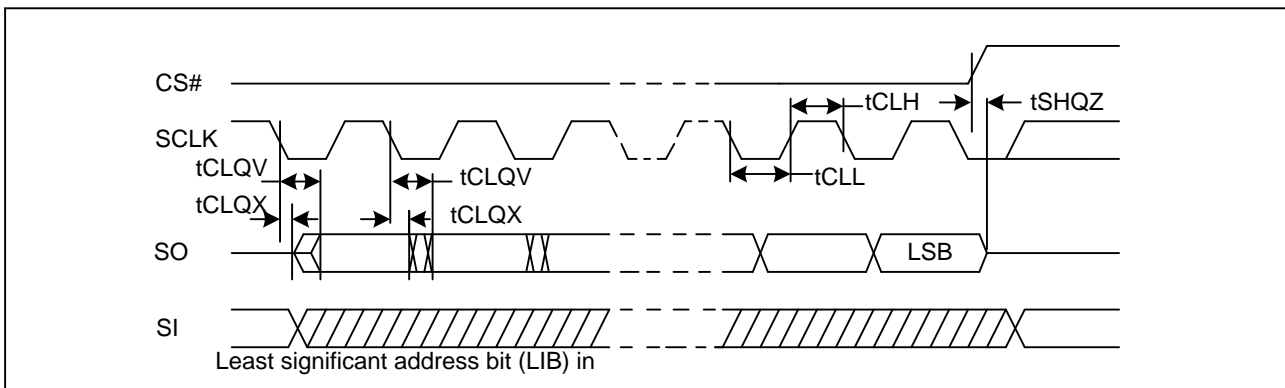 CS#
tCLH
tSHQZ
SCLK
tCLQV
tCLQV
tCLL
tCLQX
tCLQX
SO
LSB
SI
Least significant address bit (LIB) in